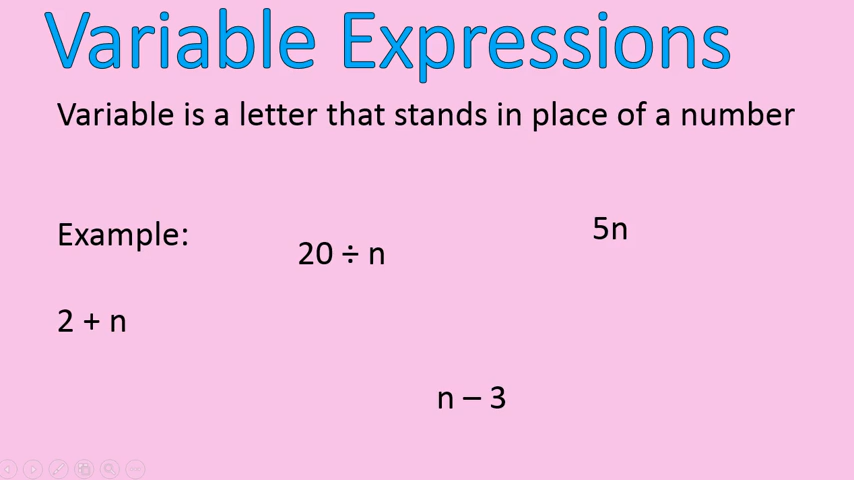 Variable Expressions
Variable is a letter that stands in place of a number
Example:
20 ÷ n
5n
2 + n
n – 3